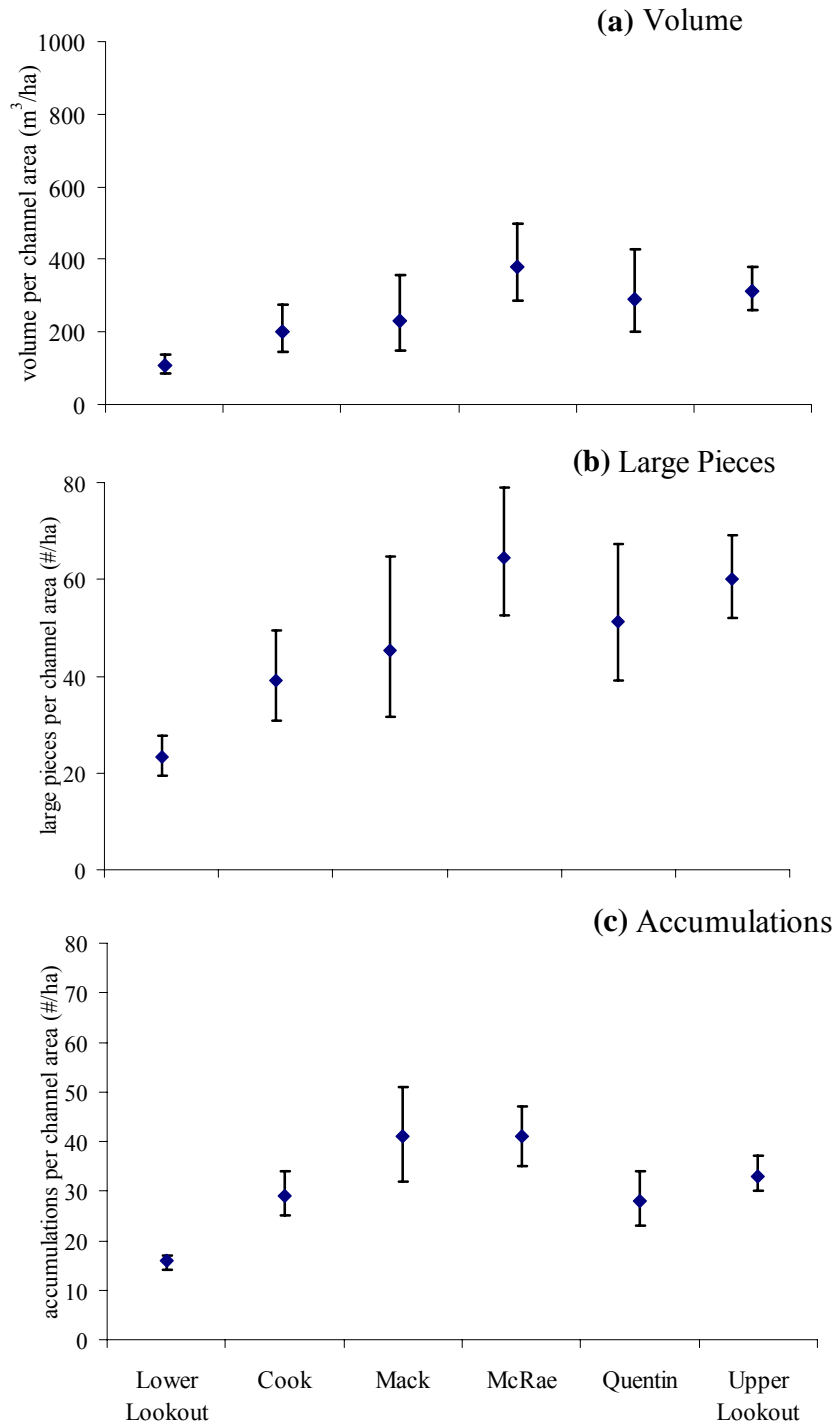 (a) Volume
volume per channel area (m³/ha)
1000
800
600
400
200
0
(b) Large Pieces
large pieces per channel area (#/ha)
80
60
40
20
0
(c) Accumulations
accumulations per channel area (#/ha)
80
70
60
50
40
30
20
10
0
Lower Cook Mack McRae Quentin Upper
Lookout Lookout